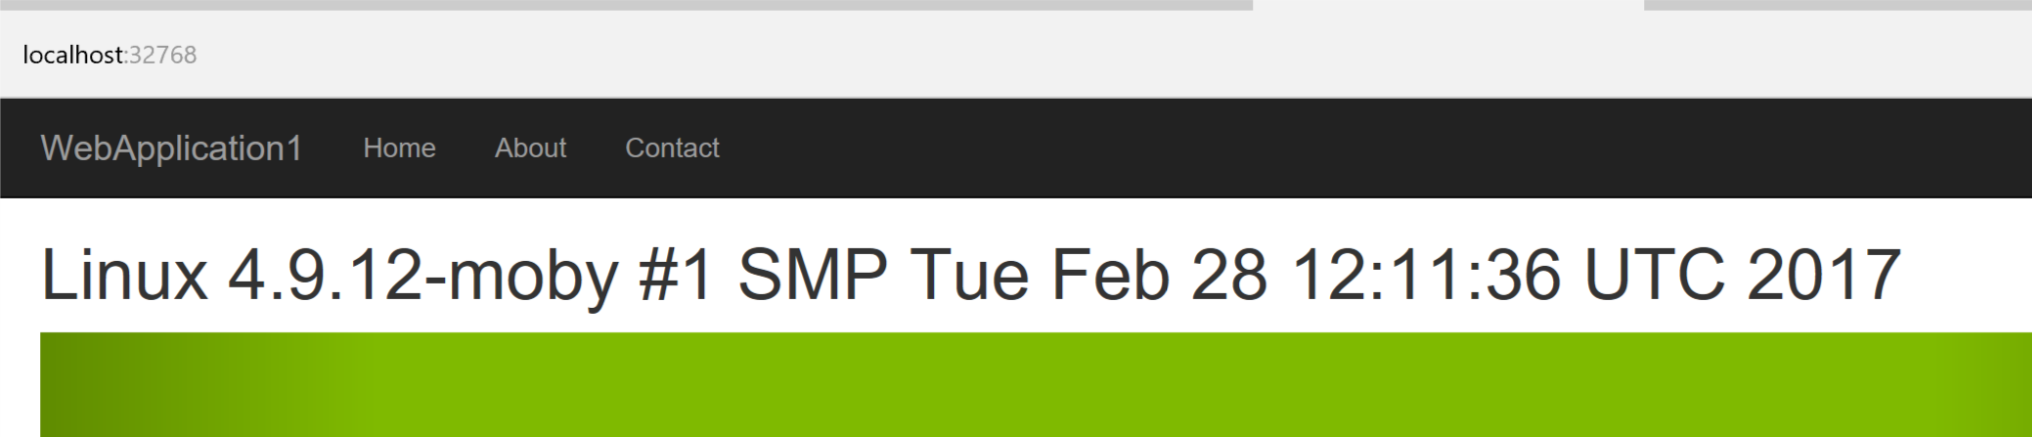 localhost:32768
WebApplication1 Home About Contact
Linux 4.9.12-moby #1 SMP Tue Feb 28 12:11:36 UTC 2017